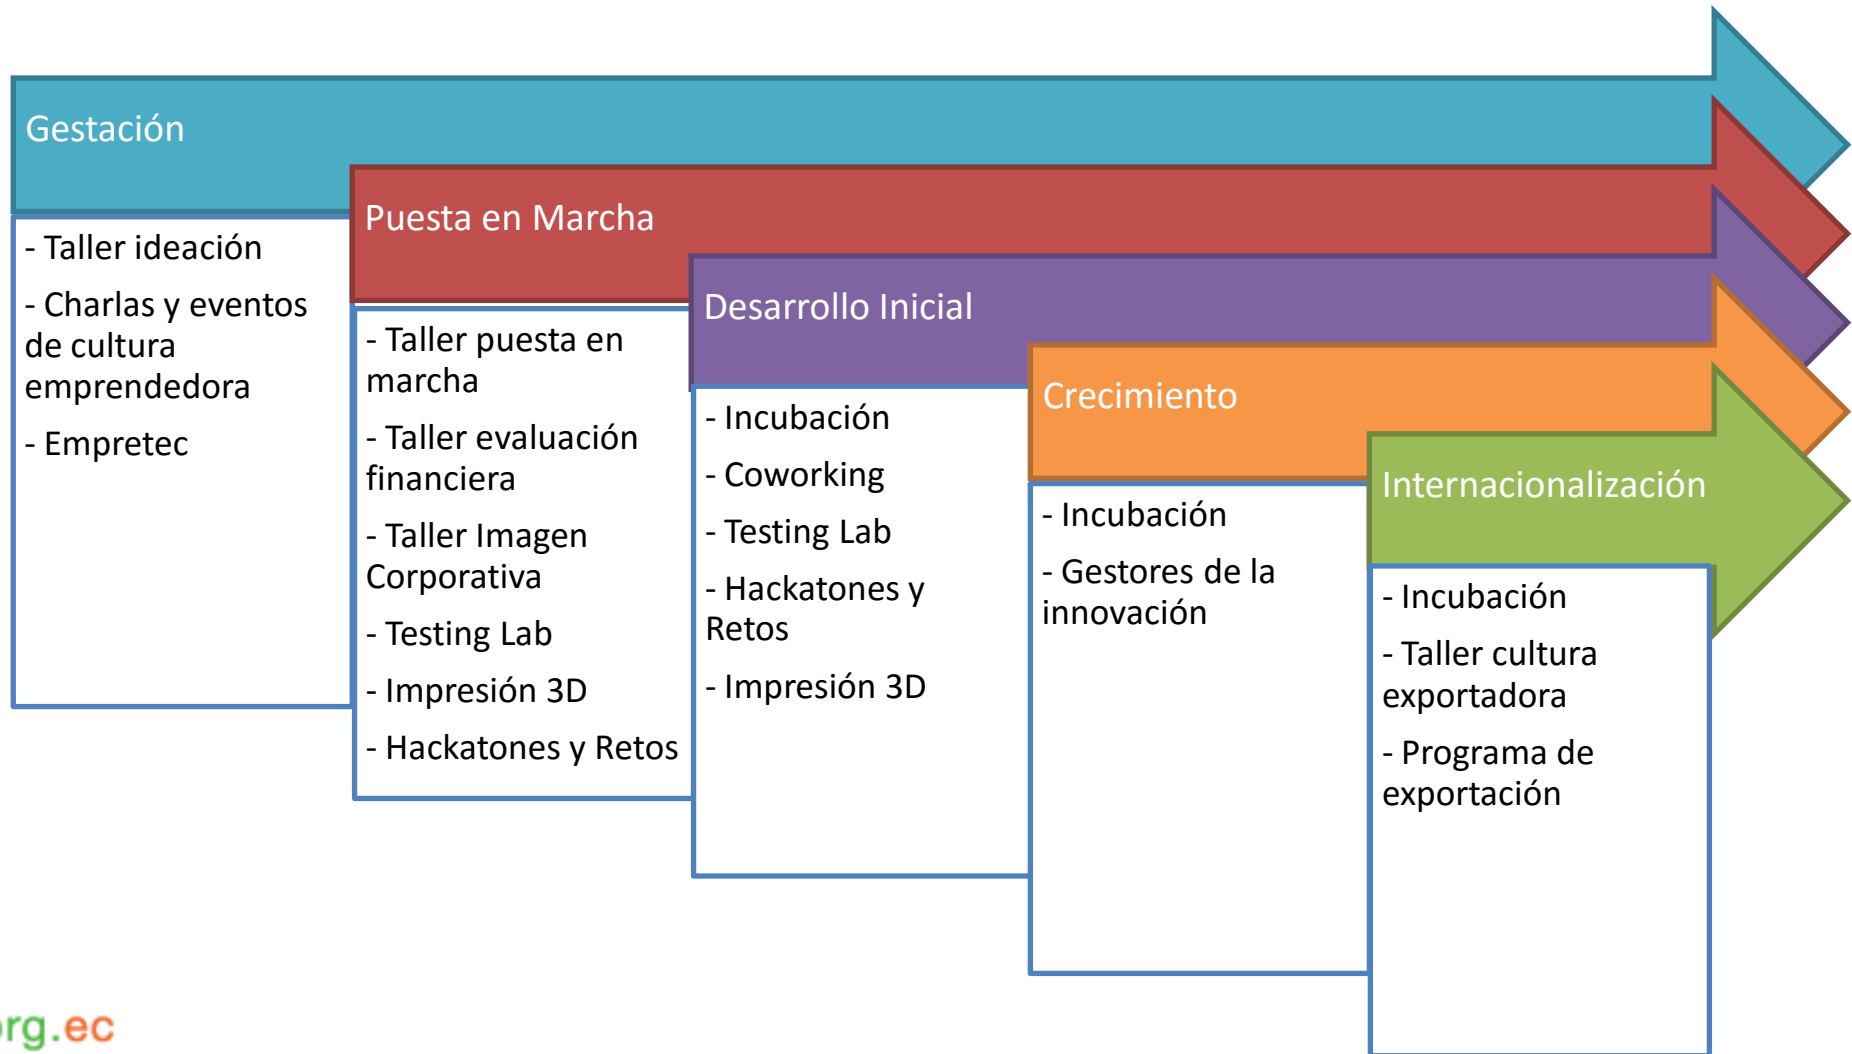 Gestación
- Taller ideación
- Charlas y eventos
de cultura
emprendedora
- Empretec
Puesta en Marcha
- Taller puesta en
marcha
- Taller evaluación
financiera
- Taller Imagen
Corporativa
- Testing Lab
- Impresión 3D
- Hackatones y Retos
Desarrollo Inicial
- Incubación
- Coworking
- Testing Lab
- Hackatones y
Retos
- Impresión 3D
Crecimiento
- Incubación
- Gestores de la
innovación
Internacionalización
- Incubación
- Taller cultura
exportadora
- Programa de
exportación
rg.ec